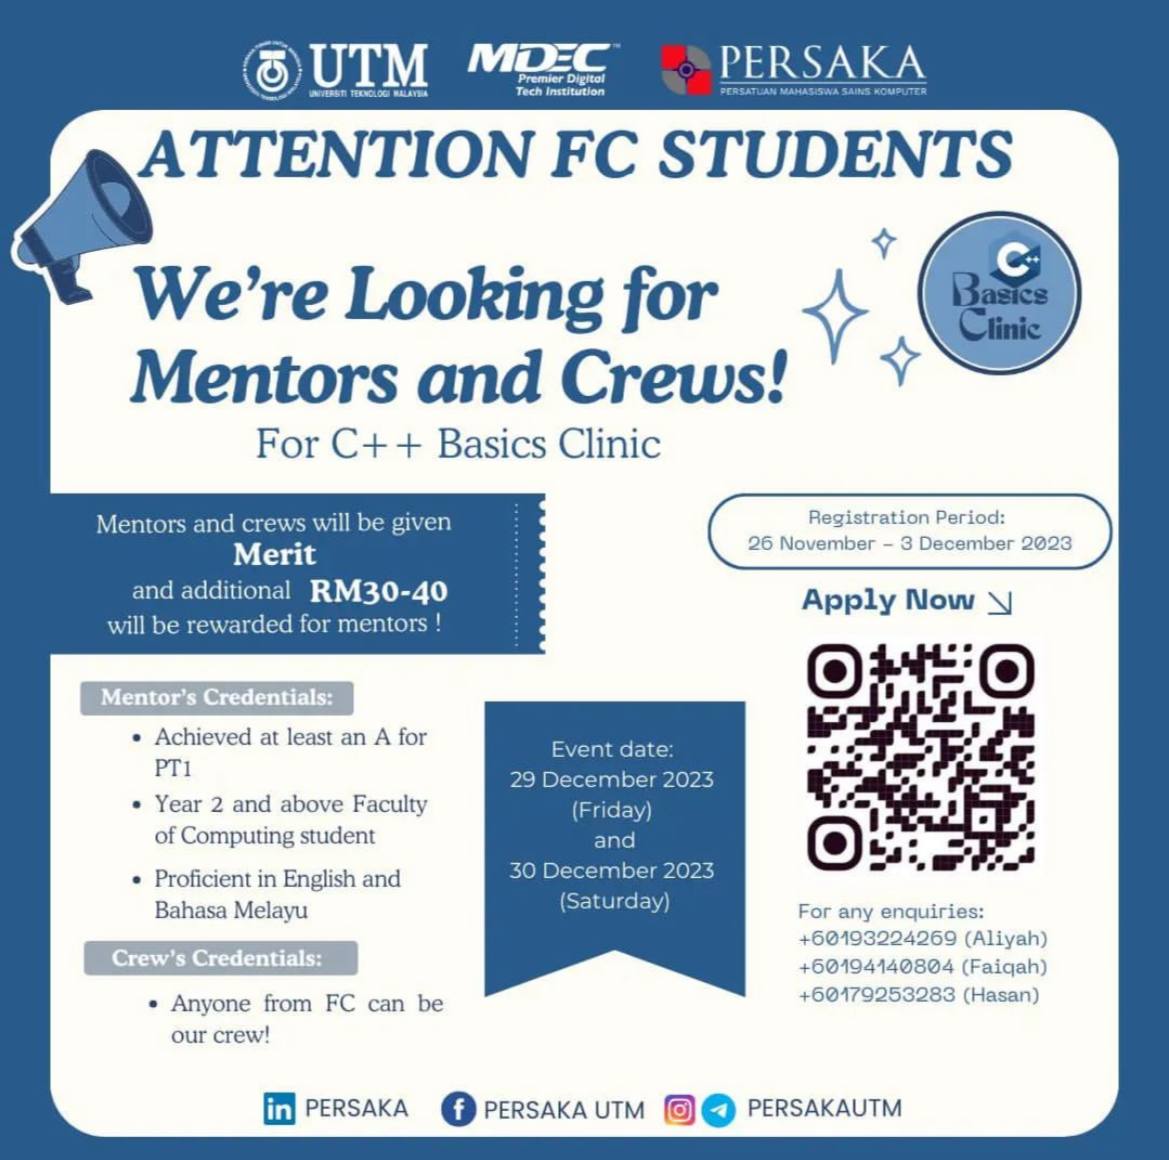 UTM
UNIVERSITI TEKNOLOGI MALAYSIA
MDEC™
Premier Digital
Tech Institution
PERSAKA
PERSATUAN MAHASISWA SAINS KOMPUTER
ATTENTION FC STUDENTS
We're Looking for
Mentors and Crews!
For C++ Basics Clinic
C++
Basics
Clinic
Mentors and crews will be given
Merit
and additional RM30-40
will be rewarded for mentors !
Registration Period:
26 November – 3 December 2023
Apply Now
Mentor's Credentials:
• Achieved at least an A for
PT1
• Year 2 and above Faculty
of Computing student
• Proficient in English and
Bahasa Melayu
Crew's Credentials:
• Anyone from FC can be
our crew!
Event date:
29 December 2023
(Friday)
and
30 December 2023
(Saturday)
For any enquiries:
+60193224269 (Aliyah)
+60194140804 (Faiqah)
+60179253283 (Hasan)
in PERSAKA
f PERSAKA UTM
PERSAKAUTM